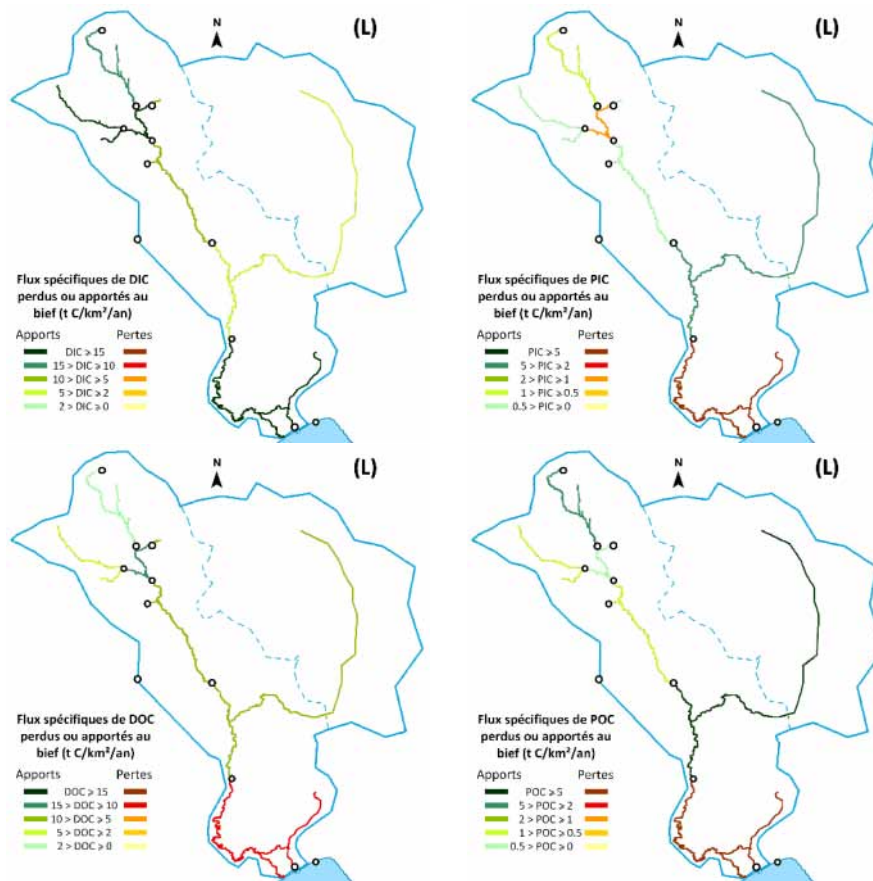 N
(L)
Flux spécifiques de DIC
perdus ou apportés au
bief (t C/km²/an)
Apports Pertes
DIC ⩾ 15
15 > DIC ⩾ 10
10 > DIC ⩾ 5
5 > DIC ⩾ 2
2 > DIC ⩾ 0
N
(L)
Flux spécifiques de PIC
perdus ou apportés au
bief (t C/km²/an)
Apports Pertes
PIC ⩾ 5
5 > PIC ⩾ 2
2 > PIC ⩾ 1
1 > PIC ⩾ 0.5
0.5 > PIC ⩾ 0
N
(L)
Flux spécifiques de DOC
perdus ou apportés au
bief (t C/km²/an)
Apports Pertes
DOC ⩾ 15
15 > DOC ⩾ 10
10 > DOC ⩾ 5
5 > DOC ⩾ 2
2 > DOC ⩾ 0
N
(L)
Flux spécifiques de POC
perdus ou apportés au
bief (t C/km²/an)
Apports Pertes
POC ⩾ 5
5 > POC ⩾ 2
2 > POC ⩾ 1
1 > POC ⩾ 0.5
0.5 > POC ⩾ 0